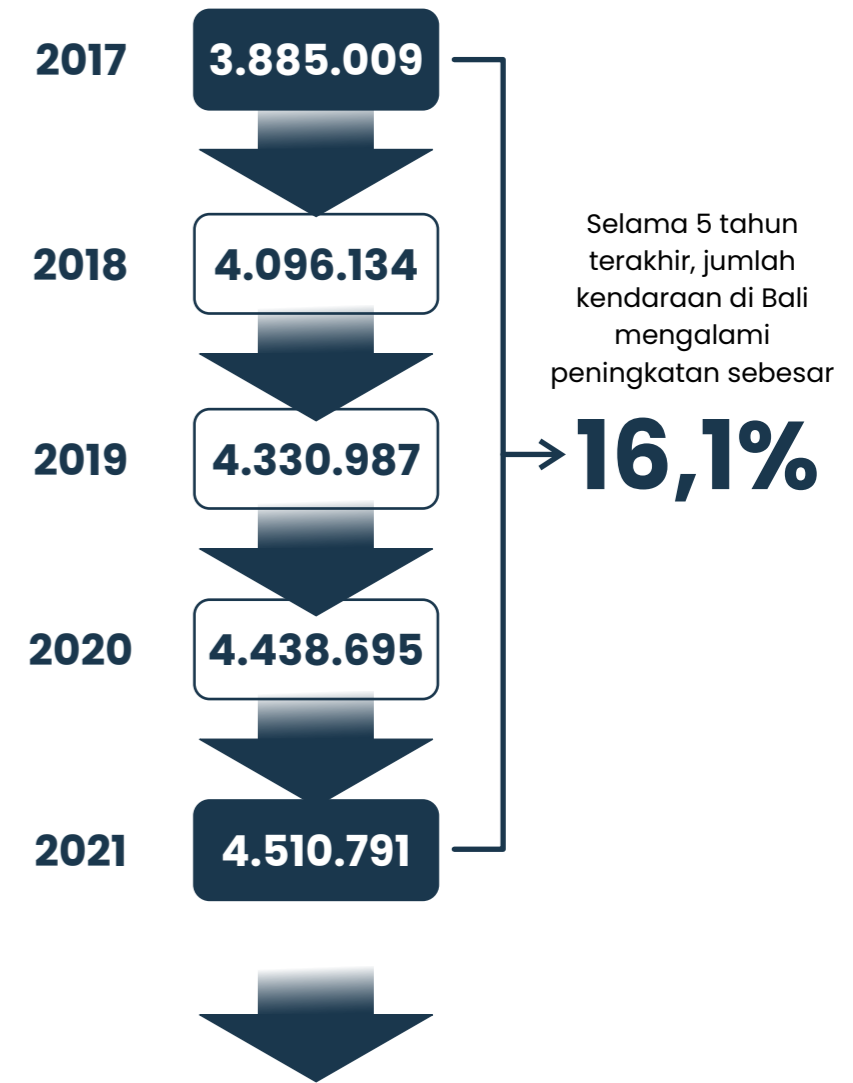 2017
3.885.009
2018
4.096.134
2019
4.330.987
2020
4.438.695
2021
4.510.791
Selama 5 tahun
terakhir, jumlah
kendaraan di Bali
mengalami
peningkatan sebesar
16,1%